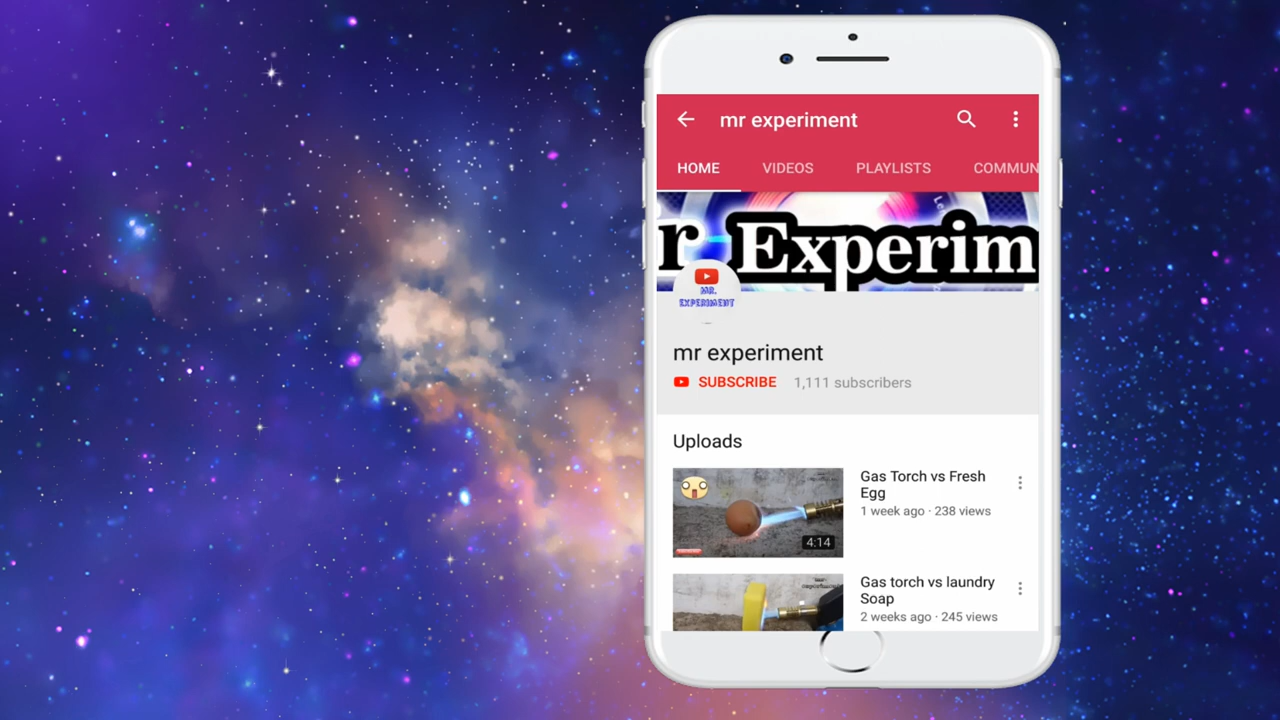 mr experiment
HOME VIDEOS PLAYLISTS COMMUN
r Experim
MR.
EXPERIMENT
mr experiment
SUBSCRIBE 1,111 subscribers
Uploads
Gas Torch vs Fresh
Egg
1 week ago · 238 views
4:14
Gas torch vs laundry
Soap
2 weeks ago · 245 views